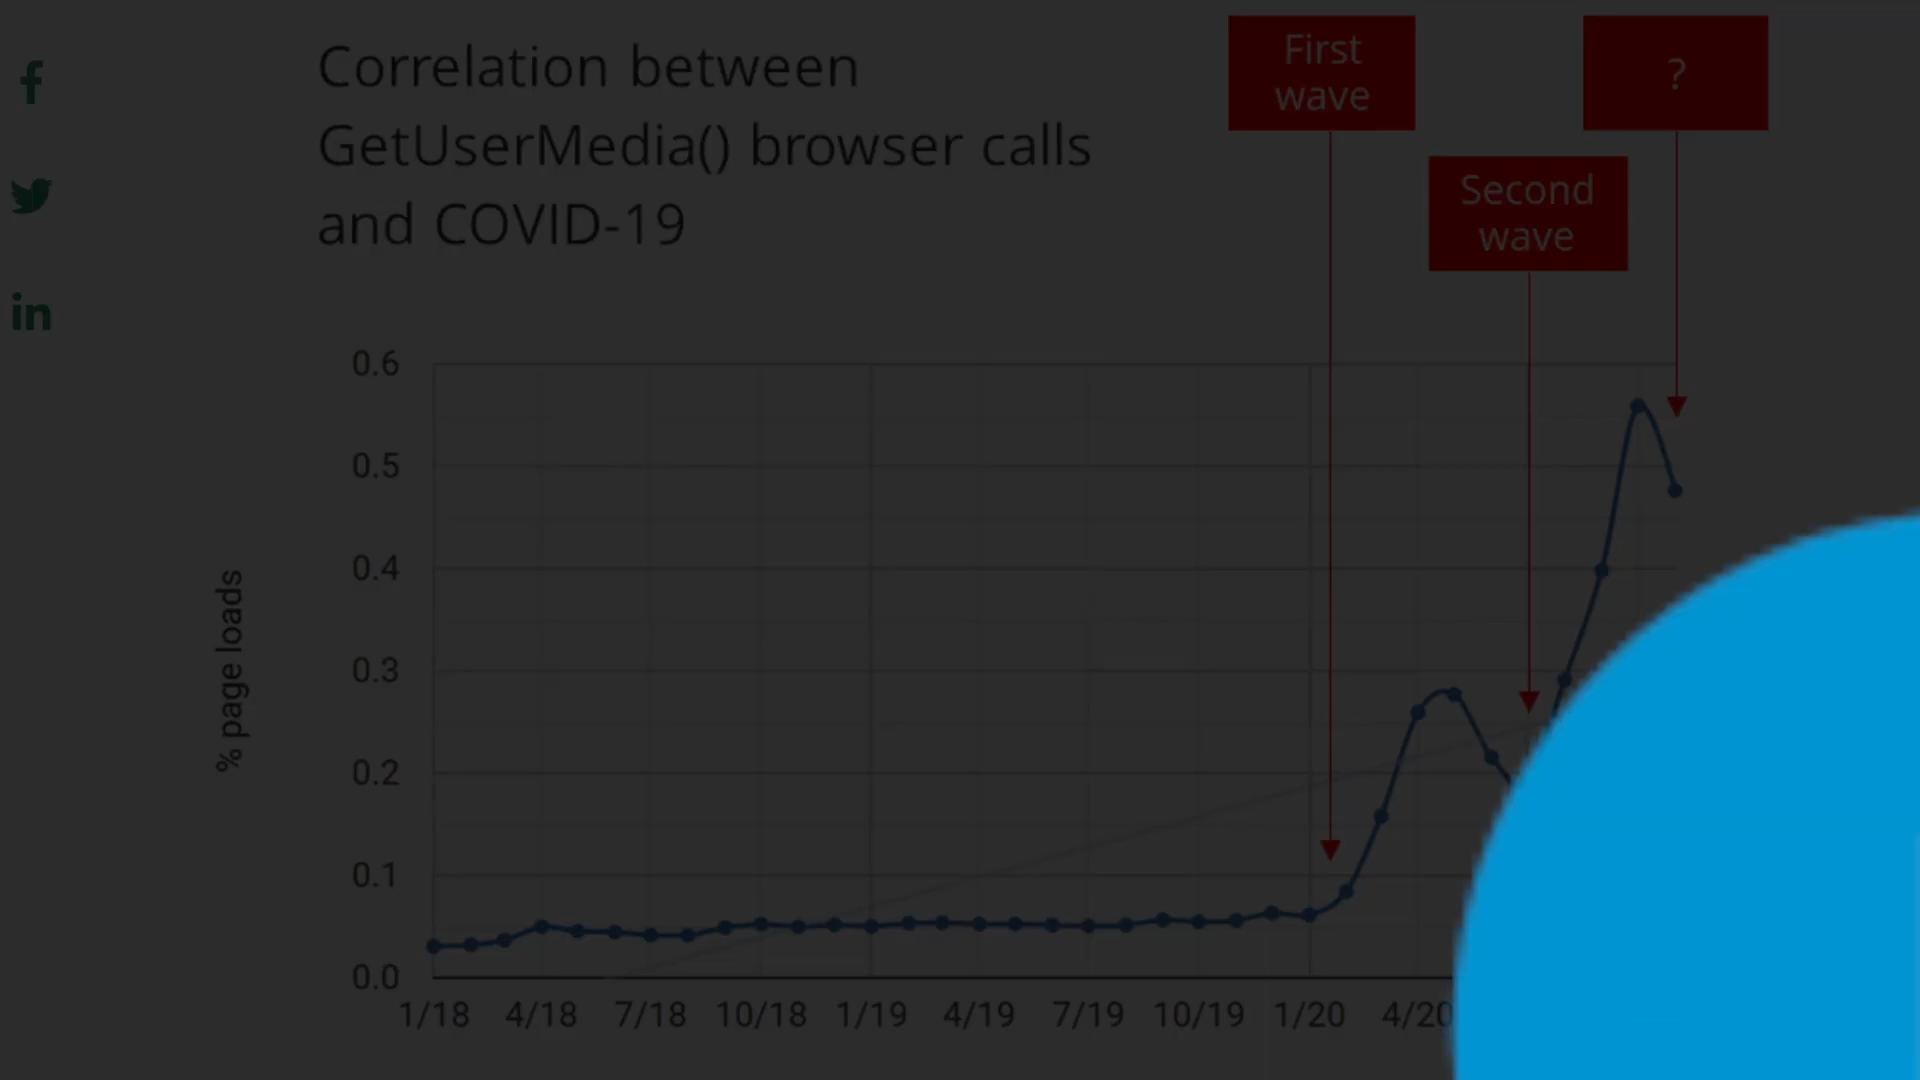 Correlation between
GetUserMedia() browser calls
and COVID-19
First
wave
?
Second
wave
0.6
0.5
0.4
0.3
0.2
0.1
0.0
% page loads
1/18 4/18 7/18 10/18 1/19 4/19 7/19 10/19 1/20 4/20